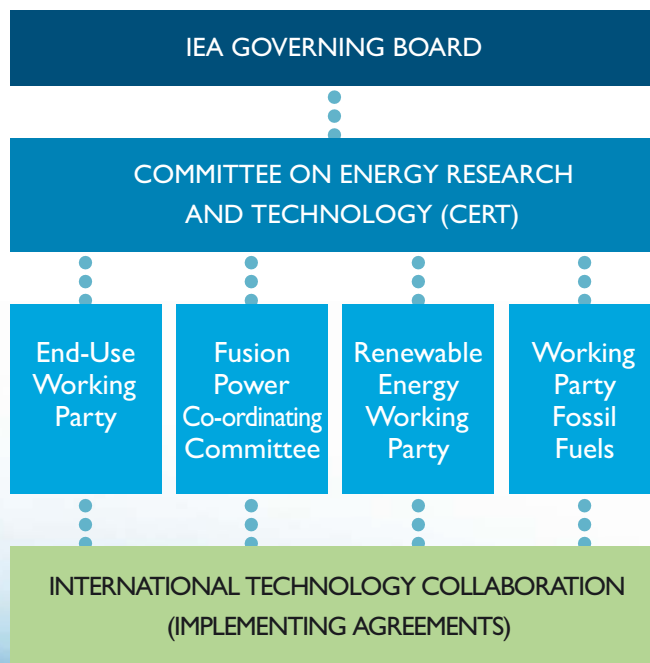 IEA GOVERNING BOARD
COMMITTEE ON ENERGY RESEARCH
AND TECHNOLOGY (CERT)
End-Use
Working
Party
Fusion
Power
Co-ordinating
Committee
Renewable
Energy
Working
Party
Working
Party
Fossil
Fuels
INTERNATIONAL TECHNOLOGY COLLABORATION
(IMPLEMENTING AGREEMENTS)